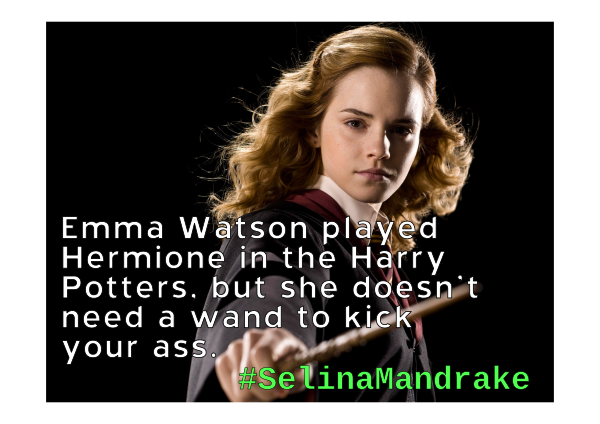 Emma Watson played
Hermione in the Harry
Potters, but she doesn't
need a wand to kick
your ass.
#SelinaMandrake